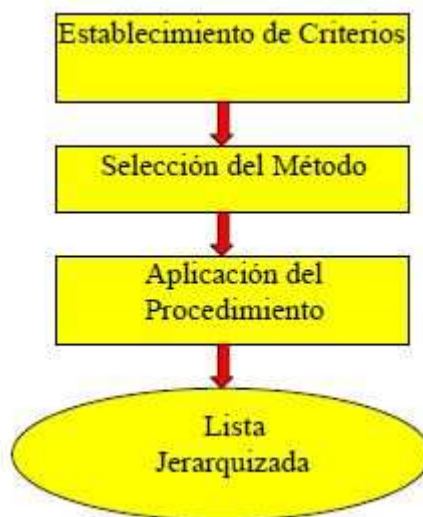 Establecimiento de Criterios
Selección del Método
Aplicación del
Procedimiento
Lista
Jerarquizada